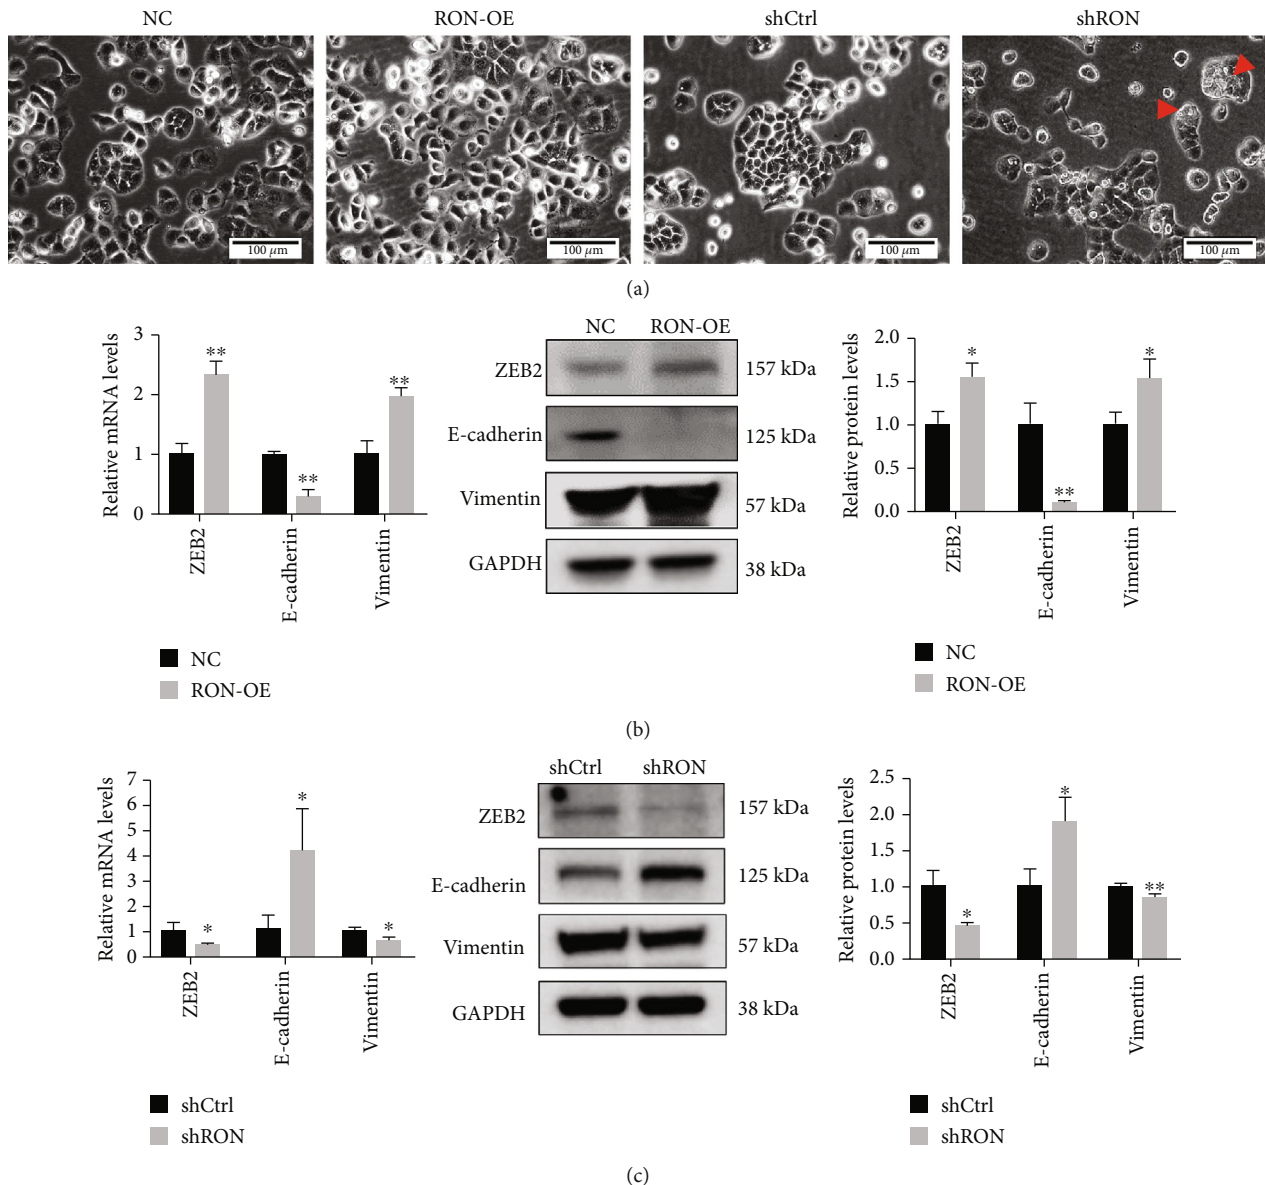 NC RON-OE shCtrl shRON
100 μm 100 μm 100 μm 100 μm
(a)
Relative mRNA levels
3
2
1
0
** ** **
ZEB2 E-cadherin Vimentin
NC
RON-OE
NC RON-OE
ZEB2 157 kDa
E-cadherin 125 kDa
Vimentin 57 kDa
GAPDH 38 kDa
Relative protein levels
2.0
1.5
1.0
0.5
0.0
* ** *
ZEB2 E-cadherin Vimentin
NC
RON-OE
(b)
Relative mRNA levels
7
6
5
4
3
2
1
0
* * *
ZEB2 E-cadherin Vimentin
shCtrl
shRON
shCtrl shRON
ZEB2 157 kDa
E-cadherin 125 kDa
Vimentin 57 kDa
GAPDH 38 kDa
Relative protein levels
2.5
2.0
1.5
1.0
0.5
0.0
* * **
ZEB2 E-cadherin Vimentin
shCtrl
shRON
(c)